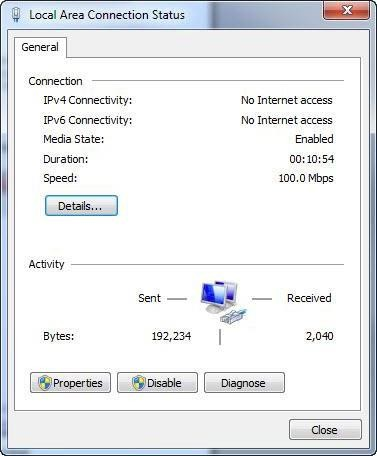 Local Area Connection Status
General
Connection
IPv4 Connectivity: No Internet access
IPv6 Connectivity: No Internet access
Media State: Enabled
Duration: 00:10:54
Speed: 100.0 Mbps
Details...
Activity
Sent Received
Bytes: 192,234 2,040
Properties Disable Diagnose
Close